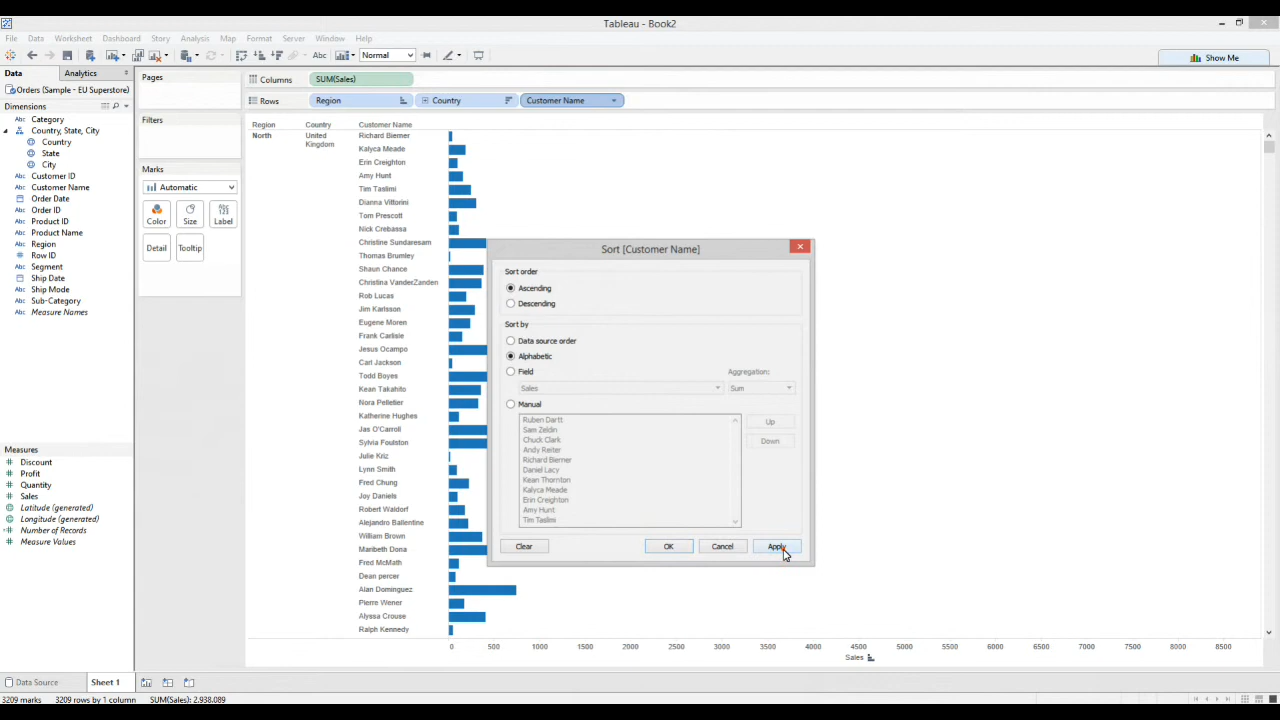 Tableau - Book2
File Data Worksheet Dashboard Story Analysis Map Format Server Window Help
Abc Normal
Show Me
Data Analytics
Orders (Sample - EU Superstore)
Dimensions
Abc Category
Country, State, City
Country
State
City
Abc Customer ID
Abc Customer Name
Order Date
Abc Order ID
Abc Product ID
Abc Product Name
Abc Region
# Row ID
Abc Segment
Ship Date
Abc Ship Mode
Abc Sub-Category
Abc Measure Names
Measures
# Discount
# Profit
# Quantity
# Sales
Latitude (generated)
Longitude (generated)
# Number of Records
# Measure Values
Pages
Filters
Marks
Automatic
Color Size Label
Detail Tooltip
Columns SUM(Sales)
Rows Region Country Customer Name
Region Country Customer Name
North United Kingdom Richard Bierner
Kalyca Meade
Erin Creighton
Amy Hunt
Tim Taslimi
Dianna Vittorini
Tom Prescott
Nick Crebassa
Christine Sundaresam
Thomas Brumley
Shaun Chance
Christina VanderZanden
Rob Lucas
Jim Karlsson
Eugene Moren
Frank Carlisle
Jesus Ocampo
Carl Jackson
Todd Boyes
Kean Takahito
Nora Pelletier
Katherine Hughes
Jas O'Carroll
Sylvia Foulston
Julie Kriz
Lynn Smith
Fred Chung
Joy Daniels
Robert Waldorf
Alejandro Ballentine
William Brown
Maribeth Dona
Fred McMath
Dean percer
Alan Dominguez
Pierre Wener
Alyssa Crouse
Ralph Kennedy
0 500 1000 1500 2000 2500 3000 3500 4000 4500 5000 5500 6000 6500 7000 7500 8000 8500
Sales
Sort [Customer Name]
Sort order
Ascending
Descending
Sort by
Data source order
Alphabetic
Field Aggregation:
Sales Sum
Manual
Ruben Dartt
Sam Zeldin
Chuck Clark
Andy Reiter
Richard Bierner
Daniel Lacy
Kean Thornton
Kalyca Meade
Erin Creighton
Amy Hunt
Tim Taslimi
Up
Down
Clear OK Cancel Apply
Data Source Sheet 1
3209 marks 3209 rows by 1 column SUM(Sales): 2.938.089